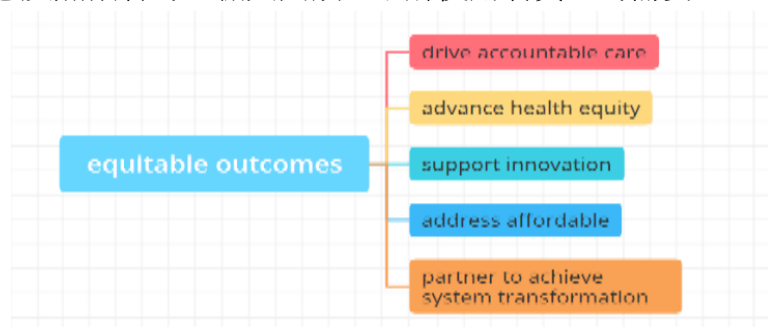 equitable outcomes
drive accountable care
advance health equity
support innovation
address affordable
partner to achieve
system transformation